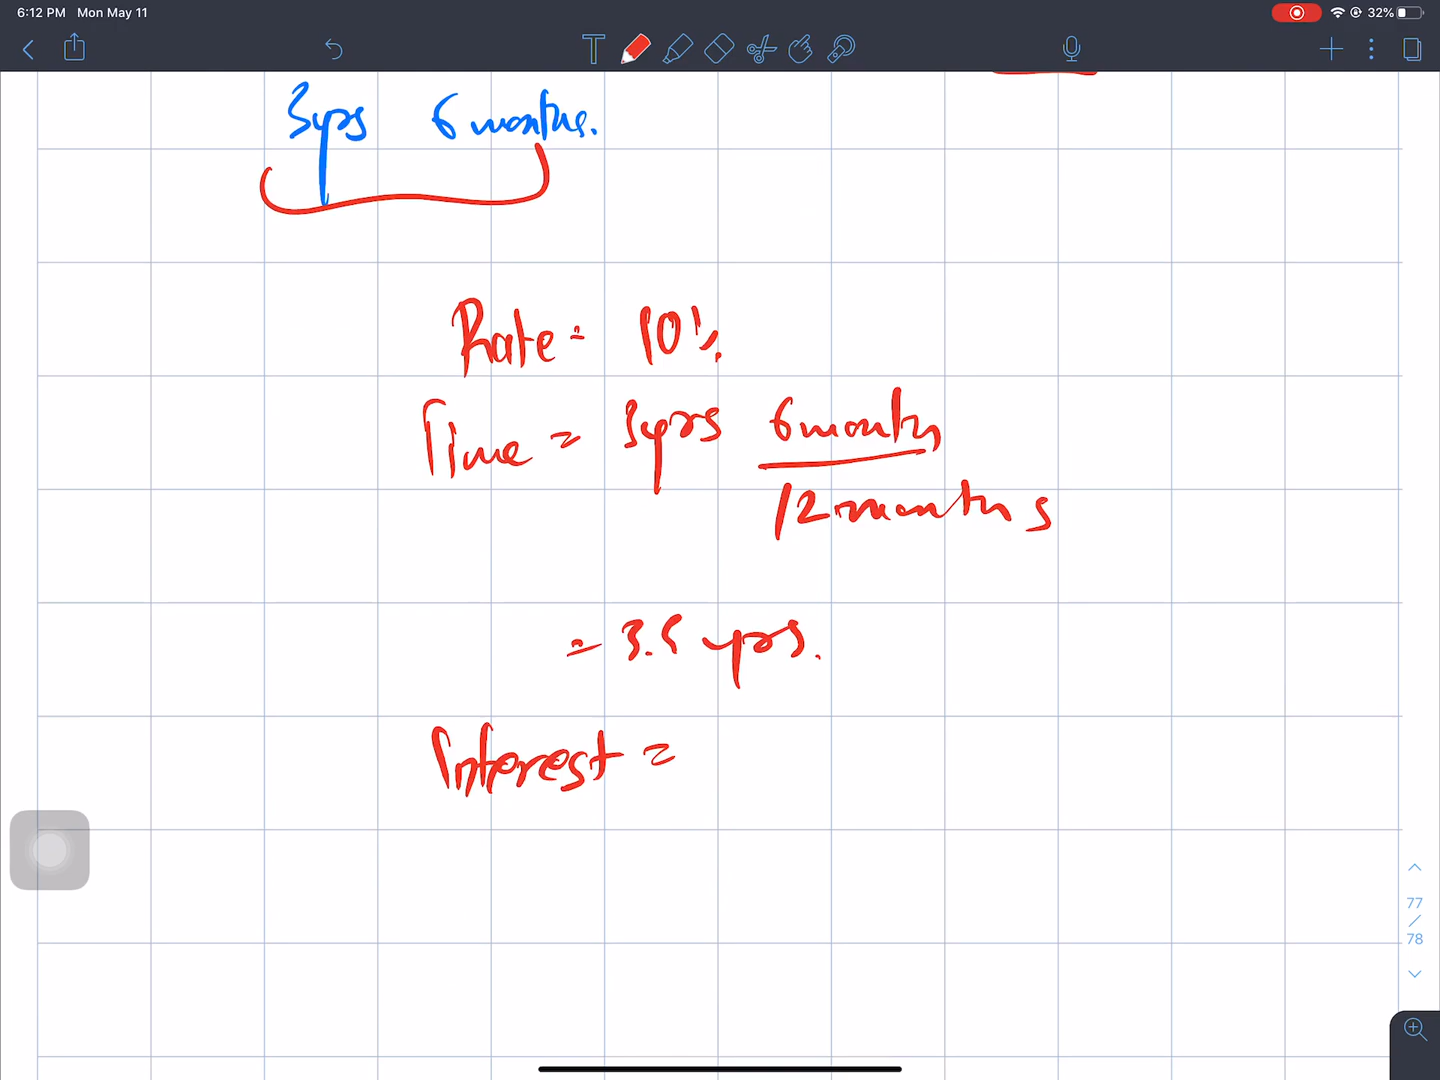 6:12 PM Mon May 11 32%
3yrs 6 months.
Rate = 10%
Time = 3yrs 6 months
12 months
= 3.5 yrs.
Interest =
77
/
78